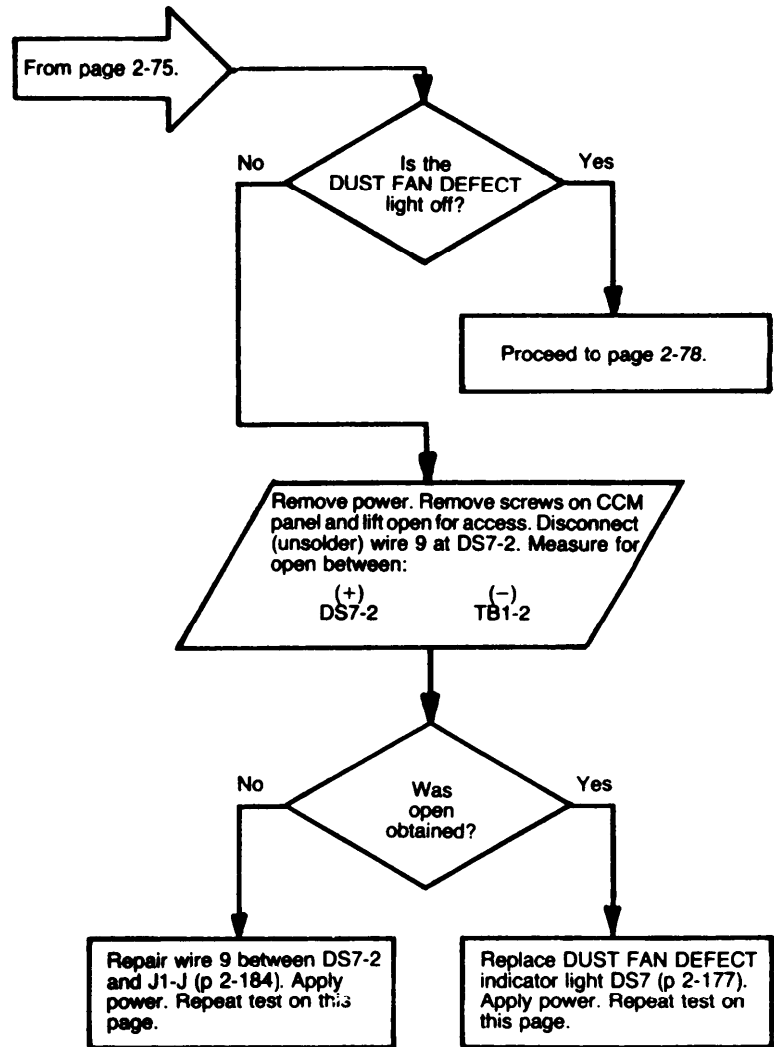 From page 2-75.
No
Is the
DUST FAN DEFECT
light off?
Yes
Proceed to page 2-78.
Remove power. Remove screws on CCM
panel and lift open for access. Disconnect
(unsolder) wire 9 at DS7-2. Measure for
open between:
(+) (−)
DS7-2 TB1-2
No
Was
open
obtained?
Yes
Repair wire 9 between DS7-2
and J1-J (p 2-184). Apply
power. Repeat test on this
page.
Replace DUST FAN DEFECT
indicator light DS7 (p 2-177).
Apply power. Repeat test on
this page.